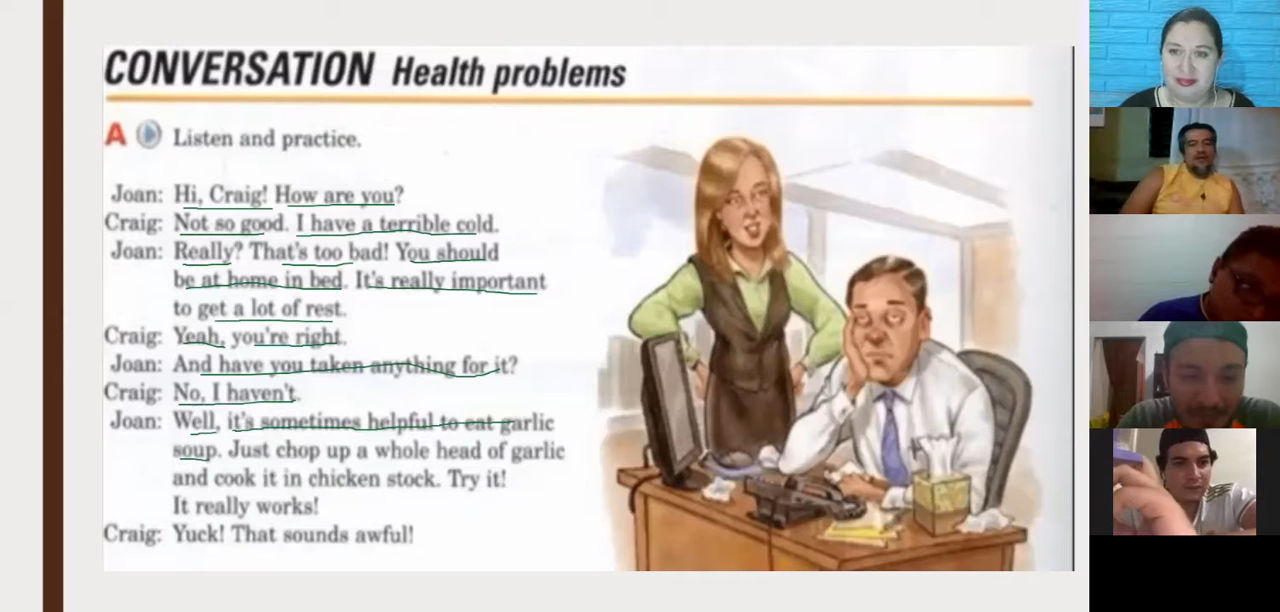 CONVERSATION Health problems
A Listen and practice.
Joan: Hi, Craig! How are you?
Craig: Not so good. I have a terrible cold.
Joan: Really? That's too bad! You should
be at home in bed. It's really important
to get a lot of rest.
Craig: Yeah, you're right.
Joan: And have you taken anything for it?
Craig: No, I haven't.
Joan: Well, it's sometimes helpful to eat garlic
soup. Just chop up a whole head of garlic
and cook it in chicken stock. Try it!
It really works!
Craig: Yuck! That sounds awful!